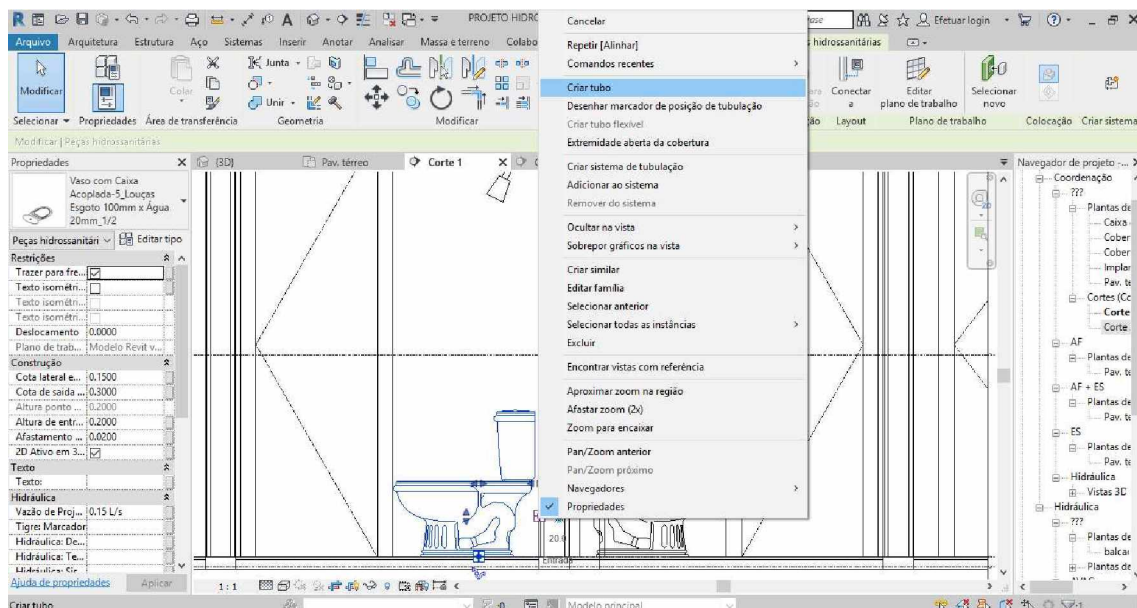 PROJETO HIDRO
Efetuar login
Arquivo Arquitetura Estrutura Aço Sistemas Inserir Anotar Analisar Massa e terreno Colabo
hidrossanitárias
Modificar
Colar
Junta
Unir
Conectar a
Editar plano de trabalho
Selecionar novo
Selecionar Propriedades Área de transferência Geometria Modificar Layout Plano de trabalho Colocação Criar sistema
Modificar | Peças hidrossanitárias
Propriedades
(3D) Pav. térreo Corte 1
Navegador de projeto -...
Vaso com Caixa
Acoplada-5_Louças
Esgoto 100mm x Água
20mm_1/2
Peças hidrossanitári Editar tipo
Restrições
Trazer para fre...
Texto isométri...
Texto isométri...
Texto isométri...
Deslocamento 0.0000
Plano de trab... Modelo Revit v...
Construção
Cota lateral e... 0.1500
Cota de saída ... 0.3000
Altura ponto ... 0.2000
Altura de entr... 0.2000
Afastamento ... 0.0200
2D Ativo em 3...
Texto
Texto:
Hidráulica
Vazão de Proj... 0.15 L/s
Tigre: Marcador
Hidráulica: De...
Hidráulica: Te...
Hidráulica: Sis
Ajuda de propriedades Aplicar
Cancelar
Repetir [Alinhar]
Comandos recentes
Criar tubo
Desenhar marcador de posição de tubulação
Criar tubo flexível
Extremidade aberta da cobertura
Criar sistema de tubulação
Adicionar ao sistema
Remover do sistema
Ocultar na vista
Sobrepor gráficos na vista
Criar similar
Editar família
Selecionar anterior
Selecionar todas as instâncias
Excluir
Encontrar vistas com referência
Aproximar zoom na região
Afastar zoom (2x)
Zoom para encaixar
Pan/Zoom anterior
Pan/Zoom próximo
Navegadores
Propriedades
20.0
Entrada
Coordenação
???
Plantas de
Caixa
Cober
Cober
Implan
Pav. te
Cortes (Cc
Corte
Corte
AF
Plantas de
Pav. te
AF + ES
Plantas de
Pav. te
ES
Plantas de
Pav. te
Hidráulica
Vistas 3D
Hidráulica
???
Plantas de
balcar
Plantas de
1:1
Criar tubo
:0 Modelo principal
:1